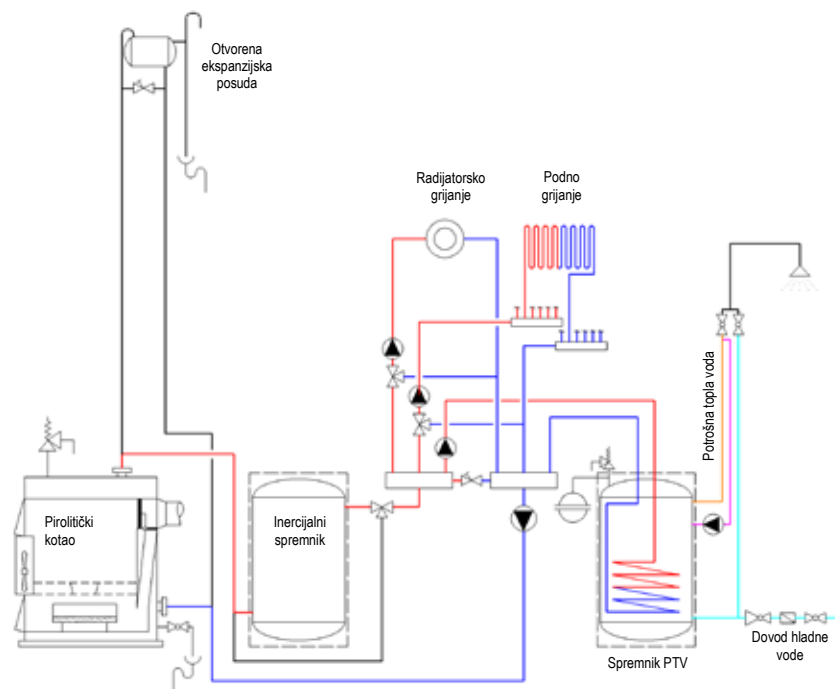 Otvorena
ekspanzijska
posuda
Radijatorsko
grijanje
Podno
grijanje
Potrošna topla voda
Pirolitički
kotao
Inercijalni
spremnik
Spremnik PTV
Dovod hladne
vode